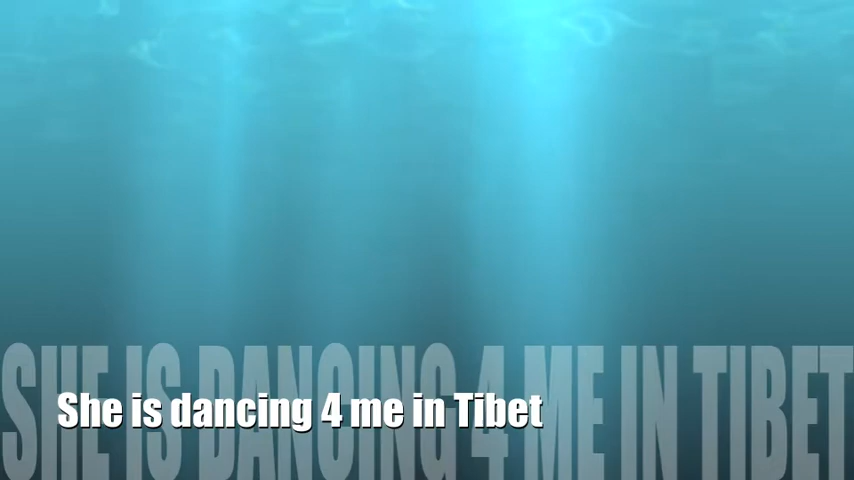 SHE IS DANCING 4 ME IN TIBET
She is dancing 4 me in Tibet